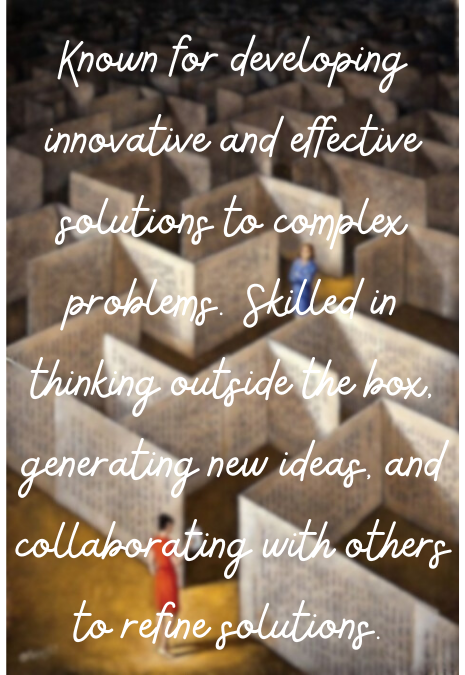 Known for developing
innovative and effective
solutions to complex
problems. Skilled in
thinking outside the box,
generating new ideas, and
collaborating with others
to refine solutions.